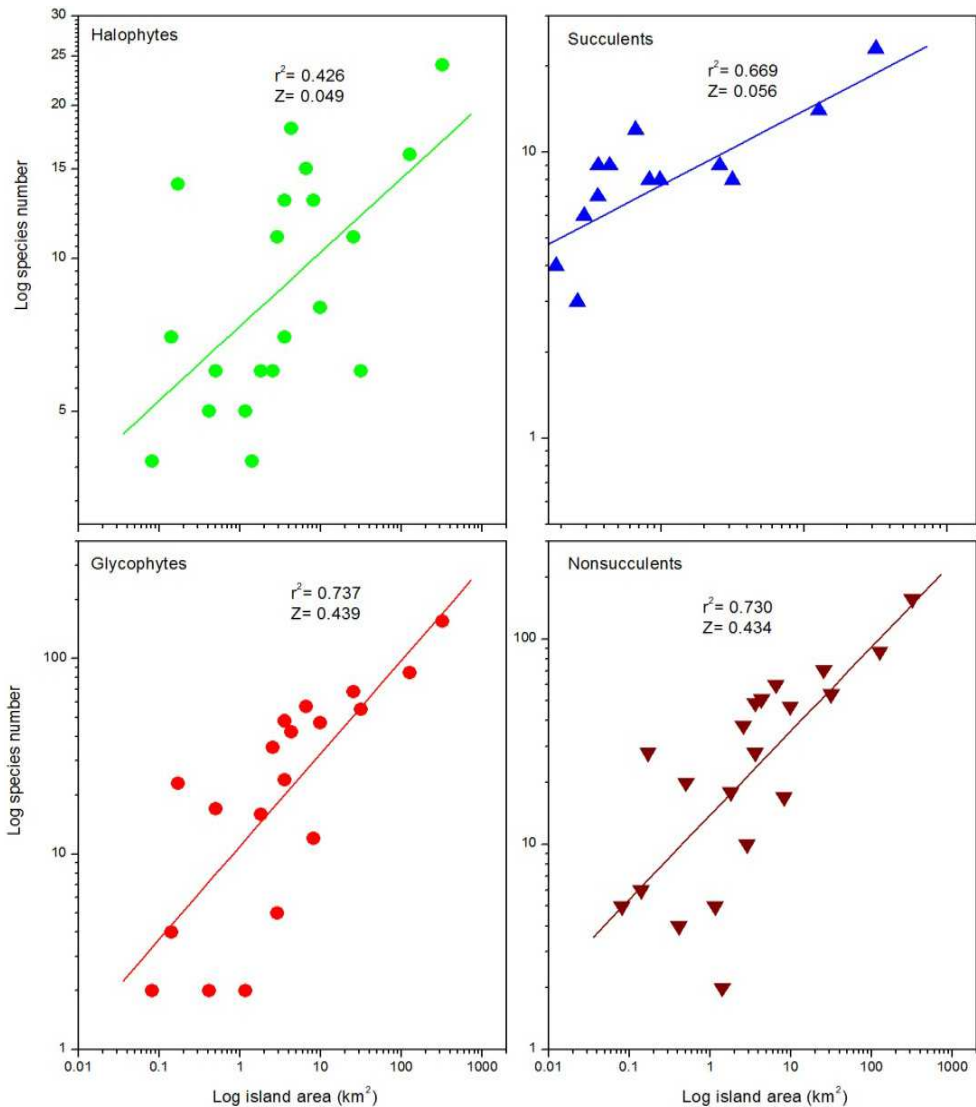 Halophytes
r²= 0.426
Z= 0.049
30
25
20
15
10
5
Log species number
Succulents
r²= 0.669
Z= 0.056
10
1
Glycophytes
r²= 0.737
Z= 0.439
100
10
1
Log species number
0.01 0.1 1 10 100 1000
Log island area (km²)
Nonsucculents
r²= 0.730
Z= 0.434
100
10
1
0.01 0.1 1 10 100 1000
Log island area (km²)